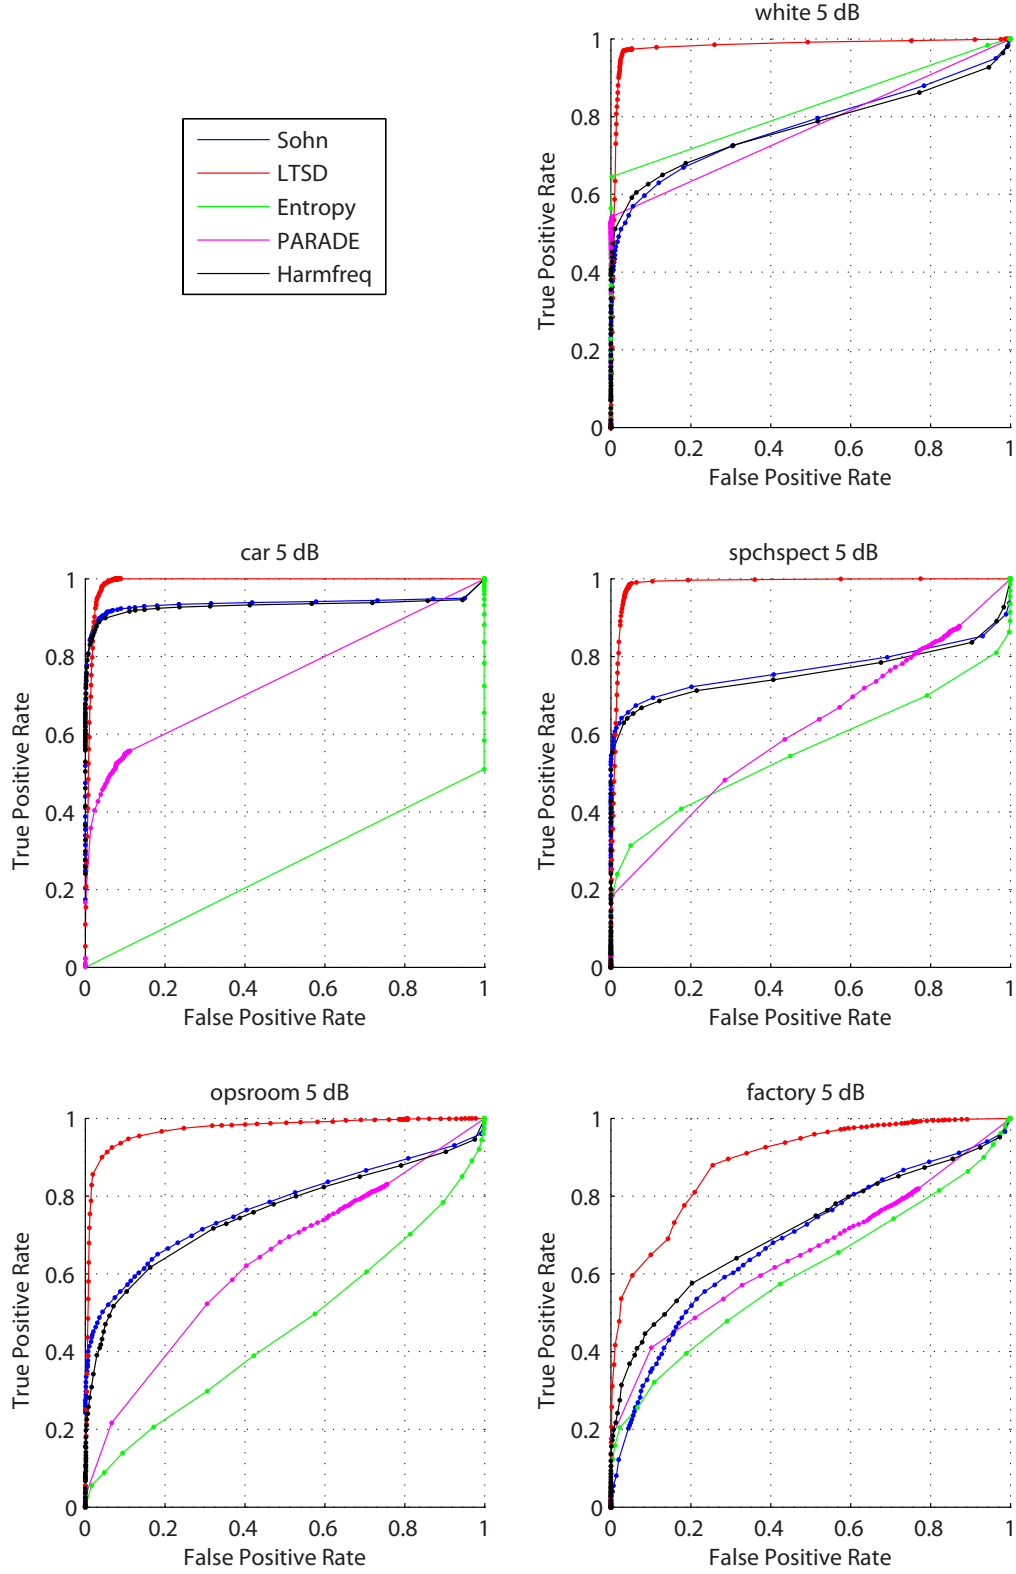 white 5 dB
Sohn
LTSD
Entropy
PARADE
Harmfreq
True Positive Rate
1
0.8
0.6
0.4
0.2
0
0 0.2 0.4 0.6 0.8 1
False Positive Rate
car 5 dB
True Positive Rate
1
0.8
0.6
0.4
0.2
0
0 0.2 0.4 0.6 0.8 1
False Positive Rate
spchspect 5 dB
True Positive Rate
1
0.8
0.6
0.4
0.2
0
0 0.2 0.4 0.6 0.8 1
False Positive Rate
opsroom 5 dB
True Positive Rate
1
0.8
0.6
0.4
0.2
0
0 0.2 0.4 0.6 0.8 1
False Positive Rate
factory 5 dB
True Positive Rate
1
0.8
0.6
0.4
0.2
0
0 0.2 0.4 0.6 0.8 1
False Positive Rate